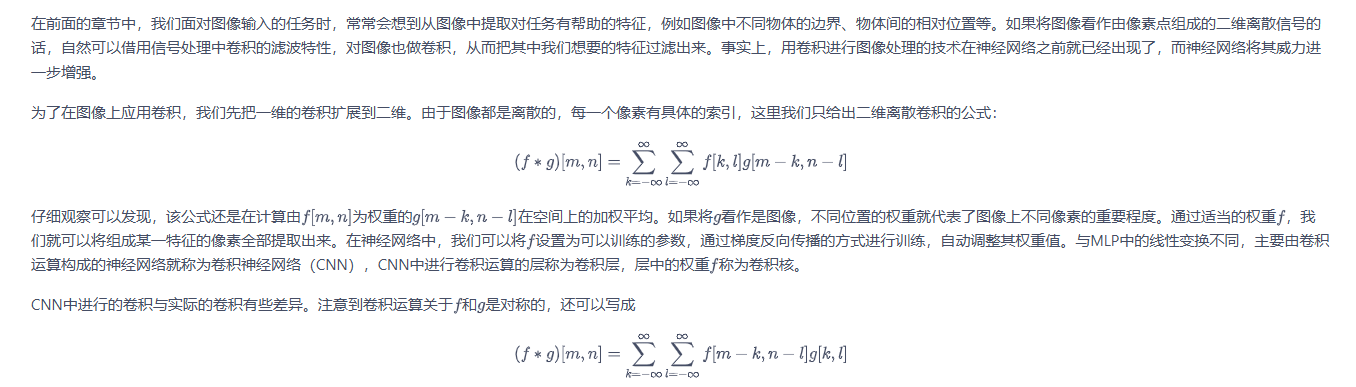 在前面的章节中，我们面对图像输入的任务时，常常会想到从图像中提取对任务有帮助的特征，例如图像中不同物体的边界、物体间的相对位置等。如果将图像看作由像素点组成的二维离散信号的
话，自然可以借用信号处理中卷积的滤波特性，对图像也做卷积，从而把其中我们想要的特征过滤出来。事实上，用卷积进行图像处理的技术在神经网络之前就已经出现了，而神经网络将其威力进
一步增强。
为了在图像上应用卷积，我们先把一维的卷积扩展到二维。由于图像都是离散的，每一个像素有具体的索引，这里我们只给出二维离散卷积的公式：
(f ∗ g)[m, n] = ∑_{k=−∞}^{∞} ∑_{l=−∞}^{∞} f[k, l]g[m − k, n − l]
仔细观察可以发现，该公式还是在计算由f[m, n]为权重的g[m − k, n − l]在空间上的加权平均。如果将g看作是图像，不同位置的权重就代表了图像上不同像素的重要程度。通过适当的权重f，我
们就可以将组成某一特征的像素全部提取出来。在神经网络中，我们可以将f设置为可以训练的参数，通过梯度反向传播的方式进行训练，自动调整其权重值。与MLP中的线性变换不同，主要由卷积
运算构成的神经网络就称为卷积神经网络（CNN），CNN中进行卷积运算的层称为卷积层，层中的权重f称为卷积核。
CNN中进行的卷积与实际的卷积有些差异。注意到卷积运算关于f和g是对称的，还可以写成
(f ∗ g)[m, n] = ∑_{k=−∞}^{∞} ∑_{l=−∞}^{∞} f[m − k, n − l]g[k, l]